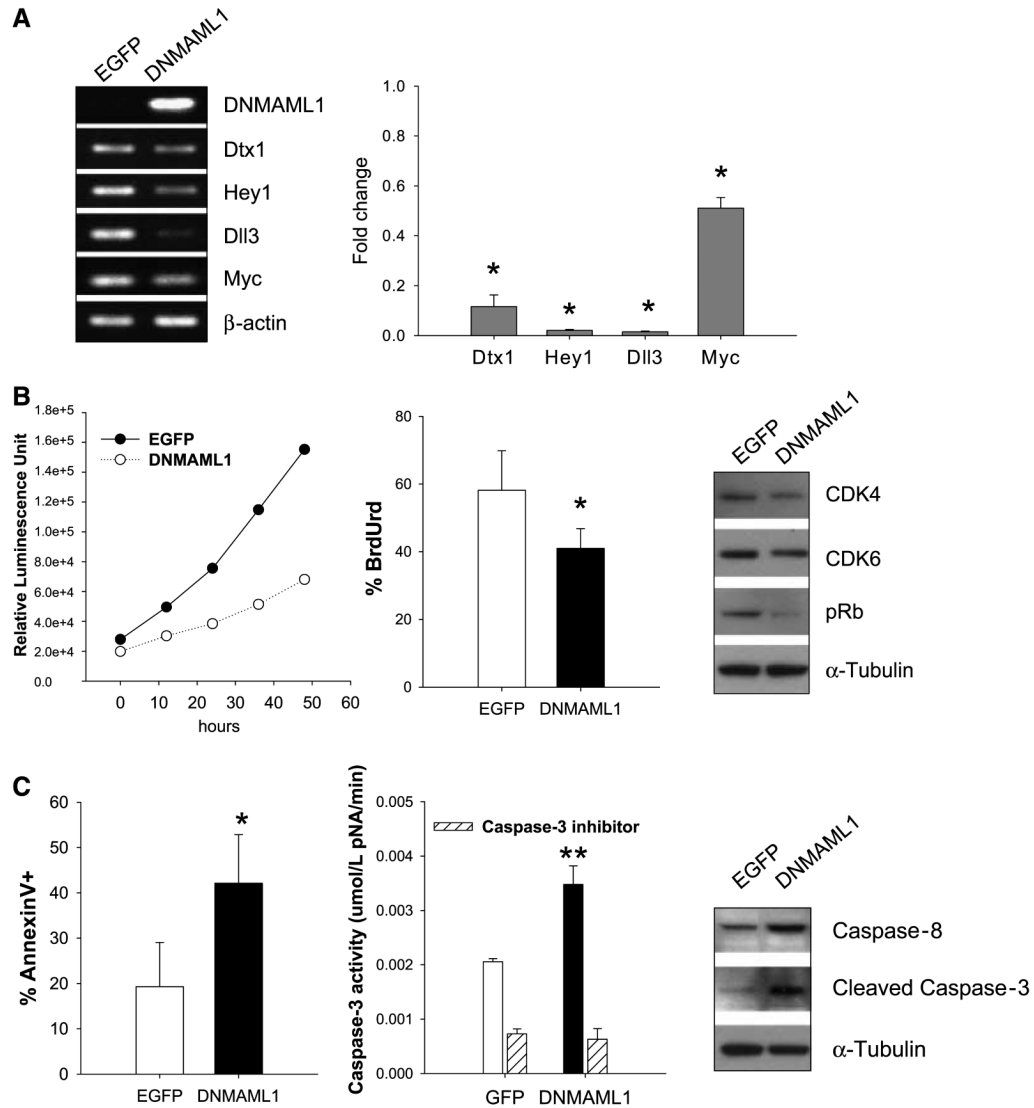 A
EGFP
DNMAML1
DNMAML1
Dtx1
Hey1
Dll3
Myc
β-actin
Fold change
1.0
0.8
0.6
0.4
0.2
0.0
*
*
*
*
Dtx1
Hey1
Dll3
Myc
B
Relative Luminescence Unit
1.8e+5
1.6e+5
1.4e+5
1.2e+5
1.0e+5
8.0e+4
6.0e+4
4.0e+4
2.0e+4
0.0
EGFP
DNMAML1
0 10 20 30 40 50 60
hours
% BrdUrd
80
60
40
20
0
*
EGFP
DNMAML1
EGFP
DNMAML1
CDK4
CDK6
pRb
α-Tubulin
C
% AnnexinV+
60
50
40
30
20
10
0
*
EGFP
DNMAML1
Caspase-3 activity (umol/L pNA/min)
0.005
0.004
0.003
0.002
0.001
0.000
Caspase-3 inhibitor
**
GFP
DNMAML1
EGFP
DNMAML1
Caspase-8
Cleaved Caspase-3
α-Tubulin